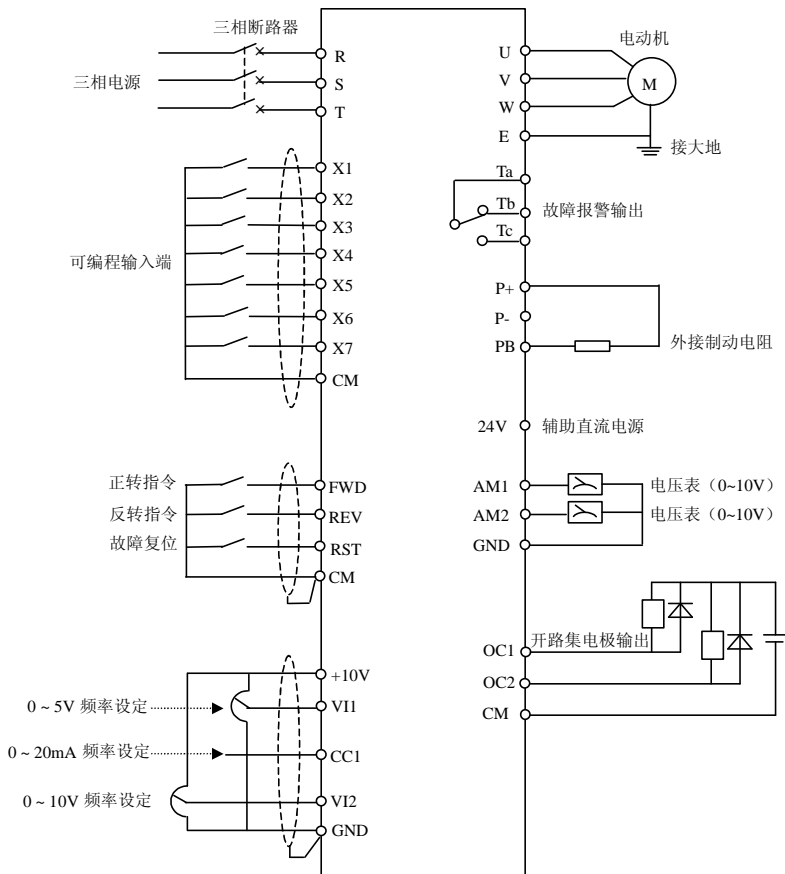 三相断路器
三相电源
R
S
T
可编程输入端
X1
X2
X3
X4
X5
X6
X7
CM
正转指令
反转指令
故障复位
FWD
REV
RST
CM
0~5V 频率设定
0~20mA 频率设定
0~10V 频率设定
+10V
VI1
CC1
VI2
GND
电动机
U
V
W
E
M
接大地
Ta
Tb
Tc
故障报警输出
P+
P-
PB
外接制动电阻
24V
辅助直流电源
AM1
AM2
GND
电压表（0~10V）
电压表（0~10V）
开路集电极输出
OC1
OC2
CM